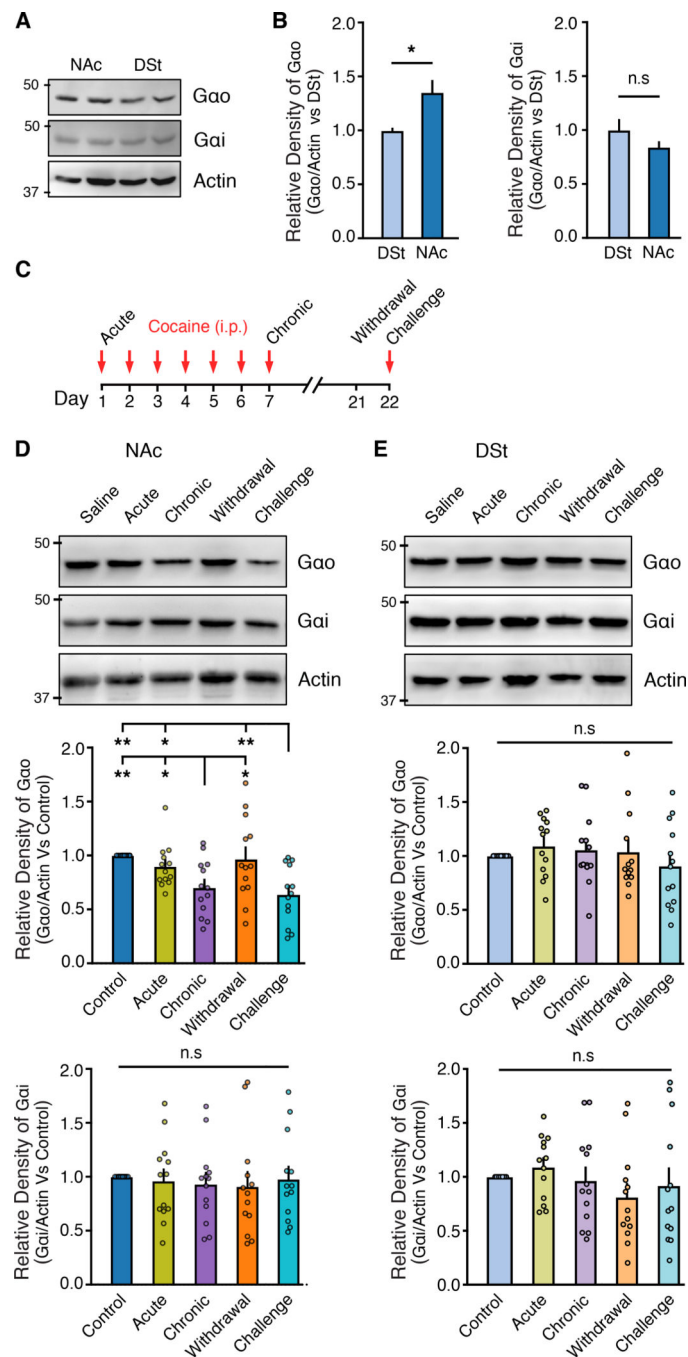 A
NAc DSt
50
Gαo
50
Gαi
Actin
37
B
Relative Density of Gαo
(Gαo/Actin vs DSt)
2.0
1.5
1.0
0.5
0.0
*
DSt NAc
Relative Density of Gαi
(Gαo/Actin vs DSt)
2.0
1.5
1.0
0.5
0.0
n.s
DSt NAc
C
Acute
Cocaine (i.p.)
Chronic
Withdrawal
Challenge
Day 1 2 3 4 5 6 7 21 22
D NAc
Saline Acute Chronic Withdrawal Challenge
50
Gαo
50
Gαi
Actin
37
Relative Density of Gαo
(Gαo/Actin Vs Control)
2.0
1.5
1.0
0.5
0.0
** * **
** * *
Control Acute Chronic Withdrawal Challenge
Relative Density of Gαi
(Gαi/Actin Vs Control)
2.0
1.5
1.0
0.5
0.0
n.s
Control Acute Chronic Withdrawal Challenge
E DSt
Saline Acute Chronic Withdrawal Challenge
50
Gαo
50
Gαi
Actin
37
Relative Density of Gαo
(Gαo/Actin Vs Control)
2.0
1.5
1.0
0.5
0.0
n.s
Control Acute Chronic Withdrawal Challenge
Relative Density of Gαi
(Gαi/Actin Vs Control)
2.0
1.5
1.0
0.5
0.0
n.s
Control Acute Chronic Withdrawal Challenge